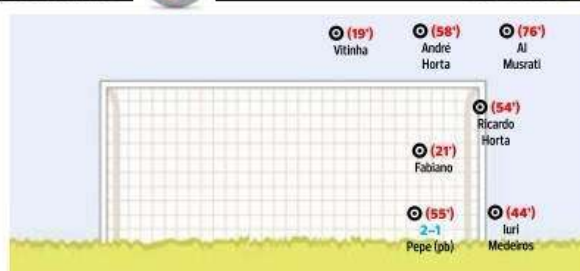 (19') (58') (76')
Vitinha André Al
Horta Musrati
(54')
Ricardo
Horta
(21')
Fabiano
(55') (44')
2–1 Iuri
Pepe (pb) Medeiros